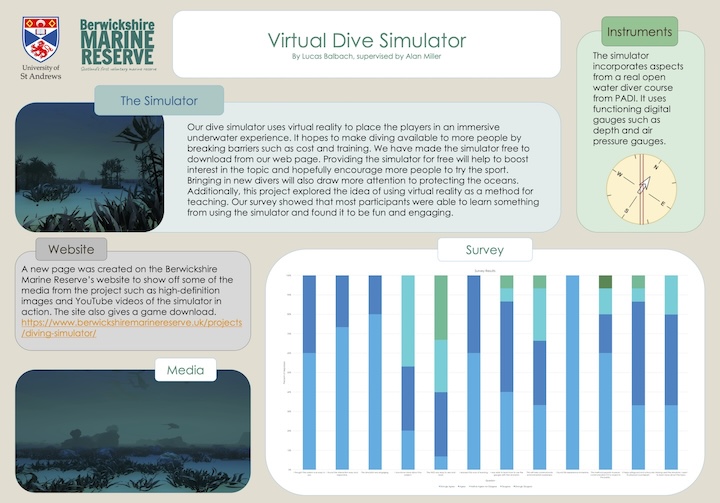 University of
St Andrews
Berwickshire
MARINE
RESERVE
Scotland's first voluntary marine reserve
Virtual Dive Simulator
By Lucas Balbach, supervised by Alan Miller
Instruments
The simulator
incorporates aspects
from a real open
water diver course
from PADI. It uses
functioning digital
gauges such as
depth and air
pressure gauges.
N
E
S
W
The Simulator
Our dive simulator uses virtual reality to place the players in an immersive
underwater experience. It hopes to make diving available to more people by
breaking barriers such as cost and training. We have made the simulator free to
download from our web page. Providing the simulator for free will help to boost
interest in the topic and hopefully encourage more people to try the sport.
Bringing in new divers will also draw more attention to protecting the oceans.
Additionally, this project explored the idea of using virtual reality as a method for
teaching. Our survey showed that most participants were able to learn something
from using the simulator and found it to be fun and engaging.
Website
A new page was created on the Berwickshire
Marine Reserve's website to show off some of the
media from the project such as high-definition
images and YouTube videos of the simulator in
action. The site also gives a game download.
https://www.berwickshiremarinereserve.uk/projects
/diving-simulator/
Survey
Survey Results
Media